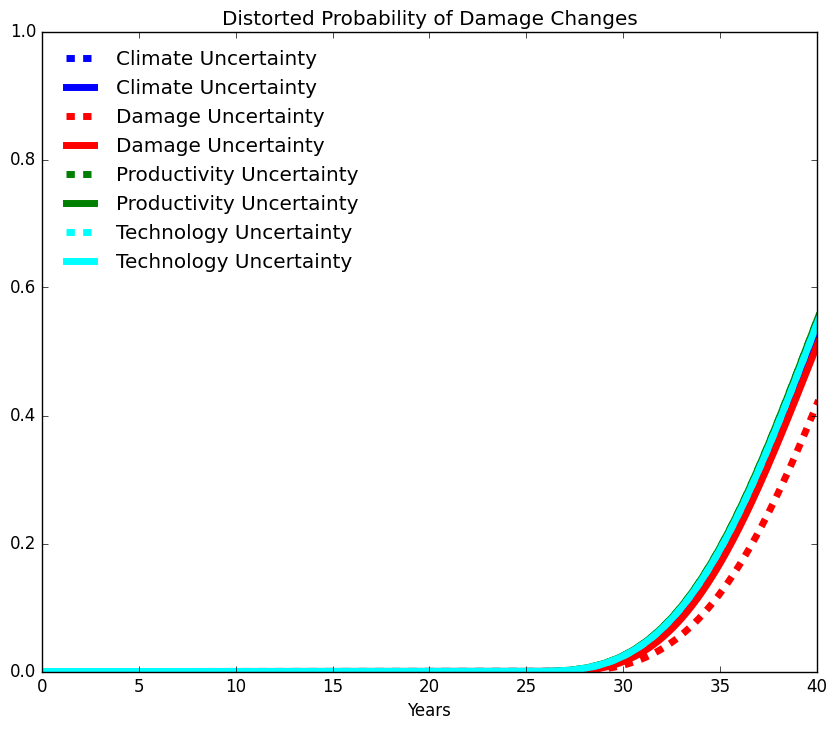 Distorted Probability of Damage Changes
1.0
Climate Uncertainty
Climate Uncertainty
Damage Uncertainty
Damage Uncertainty
Productivity Uncertainty
Productivity Uncertainty
Technology Uncertainty
Technology Uncertainty
0.8
0.6
0.4
0.2
0.0
0 5 10 15 20 25 30 35 40
Years